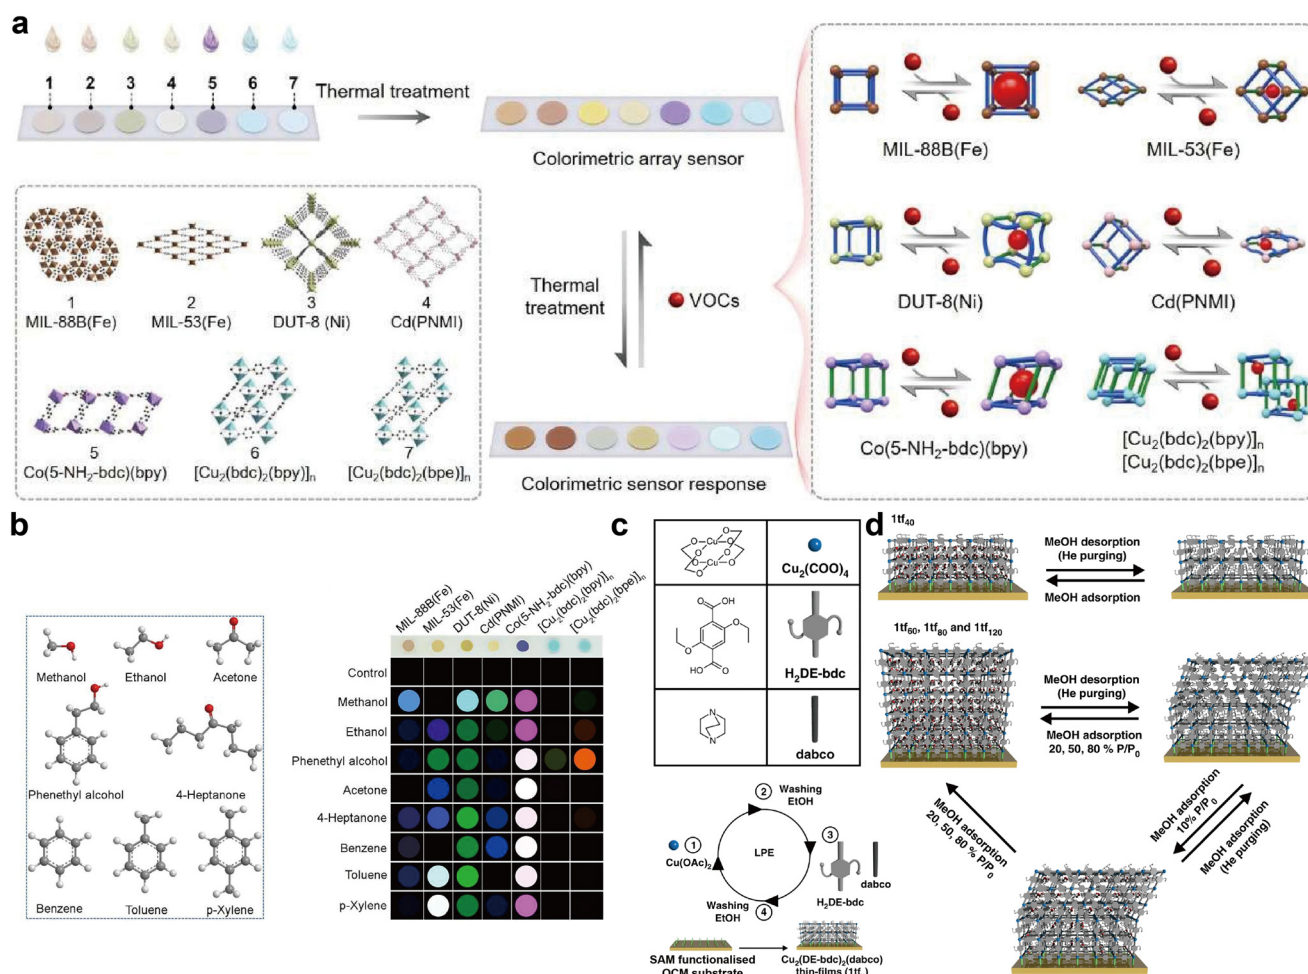 a
1 2 3 4 5 6 7
Thermal treatment
Colorimetric array sensor
1
MIL-88B(Fe)
2
MIL-53(Fe)
3
DUT-8 (Ni)
4
Cd(PNMI)
5
Co(5-NH2-bdc)(bpy)
6
[Cu2(bdc)2(bpy)]n
7
[Cu2(bdc)2(bpe)]n
Thermal
treatment
VOCs
Colorimetric sensor response
MIL-88B(Fe)
MIL-53(Fe)
DUT-8(Ni)
Cd(PNMI)
Co(5-NH2-bdc)(bpy)
[Cu2(bdc)2(bpy)]n
[Cu2(bdc)2(bpe)]n
b
Methanol
Ethanol
Acetone
Phenethyl alcohol
4-Heptanone
Benzene
Toluene
p-Xylene
MIL-88B(Fe)
MIL-53(Fe)
DUT-8(Ni)
Cd(PNMI)
Co(5-NH2-bdc)(bpy)
[Cu2(bdc)2(bpy)]n
[Cu2(bdc)2(bpe)]n
Control
Methanol
Ethanol
Phenethyl alcohol
Acetone
4-Heptanone
Benzene
Toluene
p-Xylene
c
Cu2(COO)4
H2DE-bdc
dabco
1
Cu(OAc)2
2
Washing
EtOH
3
H2DE-bdc
dabco
4
Washing
EtOH
LPE
SAM functionalised
QCM substrate
Cu2(DE-bdc)2(dabco)
d
1tf40
MeOH desorption
(He purging)
MeOH adsorption
1tf60, 1tf80 and 1tf120
MeOH desorption
(He purging)
MeOH adsorption
20, 50, 80 % P/P0
MeOH adsorption
20, 50, 80 % P/P0
MeOH adsorption
10% P/P0
MeOH adsorption
(He purging)